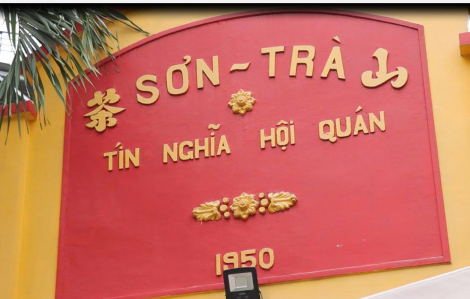 茶 SƠN ~ TRÀ 山
TÍN NGHĨA HỘI QUÁN
1950